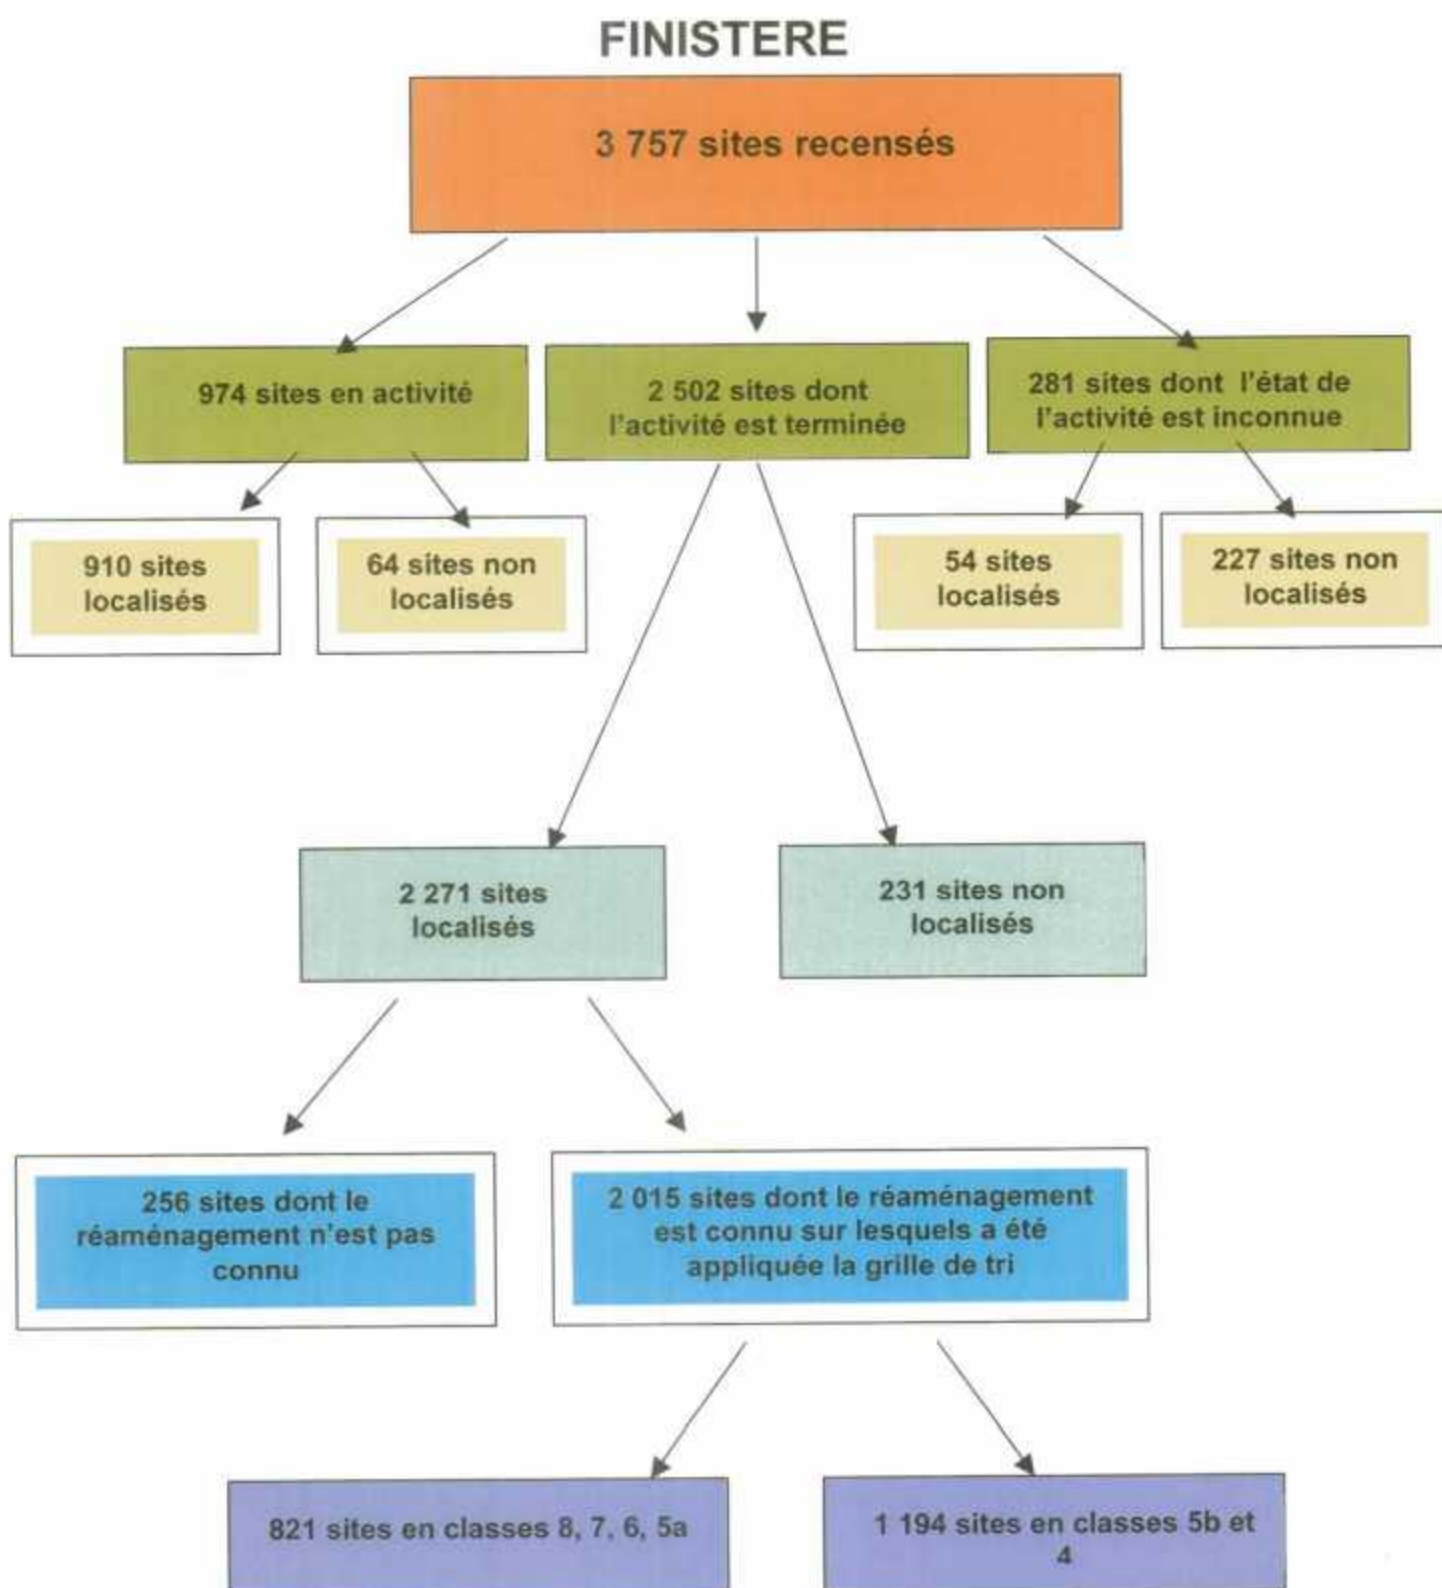 FINISTERE
3 757 sites recensés
974 sites en activité
2 502 sites dont
l'activité est terminée
281 sites dont l'état de
l'activité est inconnue
910 sites
localisés
64 sites non
localisés
54 sites
localisés
227 sites non
localisés
2 271 sites
localisés
231 sites non
localisés
256 sites dont le
réaménagement n'est pas
connu
2 015 sites dont le réaménagement
est connu sur lesquels a été
appliquée la grille de tri
821 sites en classes 8, 7, 6, 5a
1 194 sites en classes 5b et
4